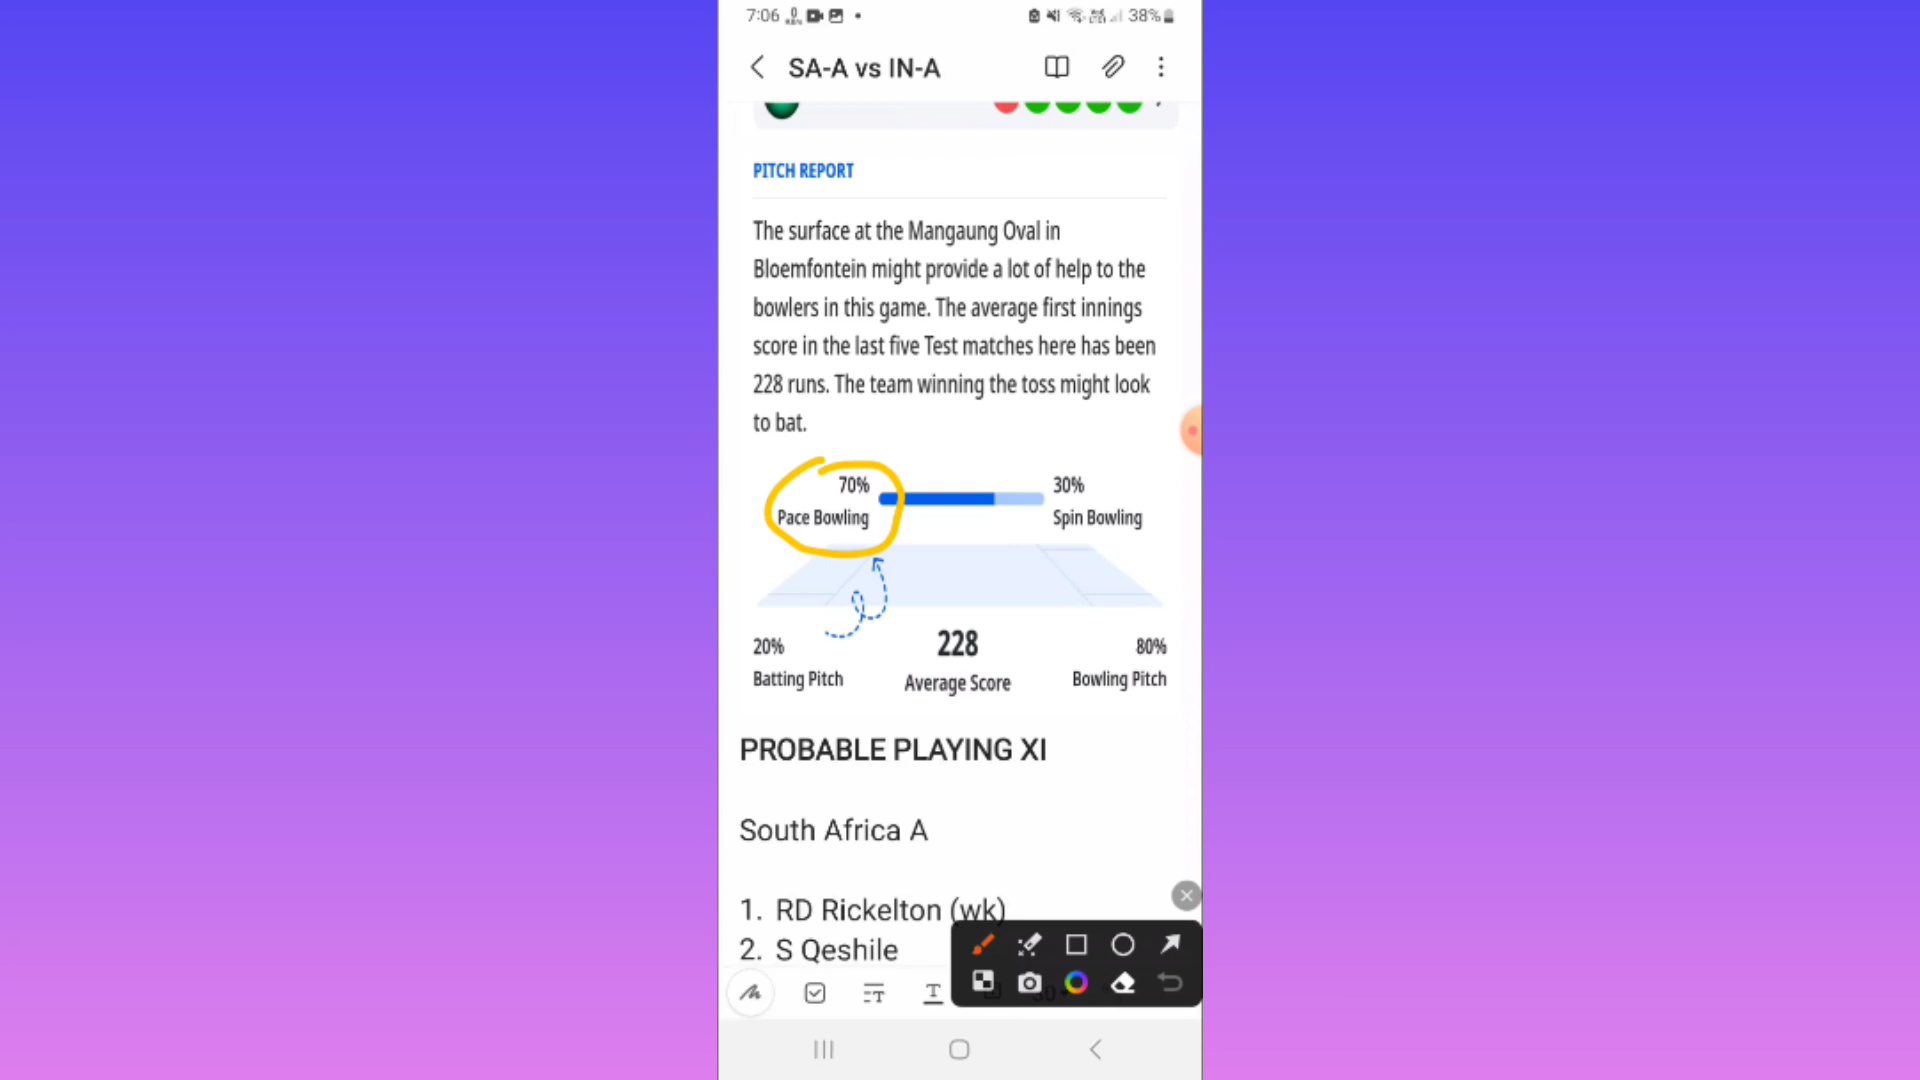 7:06
38%
SA-A vs IN-A
PITCH REPORT
The surface at the Mangaung Oval in
Bloemfontein might provide a lot of help to the
bowlers in this game. The average first innings
score in the last five Test matches here has been
228 runs. The team winning the toss might look
to bat.
70%
Pace Bowling
30%
Spin Bowling
20%
Batting Pitch
228
Average Score
80%
Bowling Pitch
PROBABLE PLAYING XI
South Africa A
1. RD Rickelton (wk)
2. S Qeshile